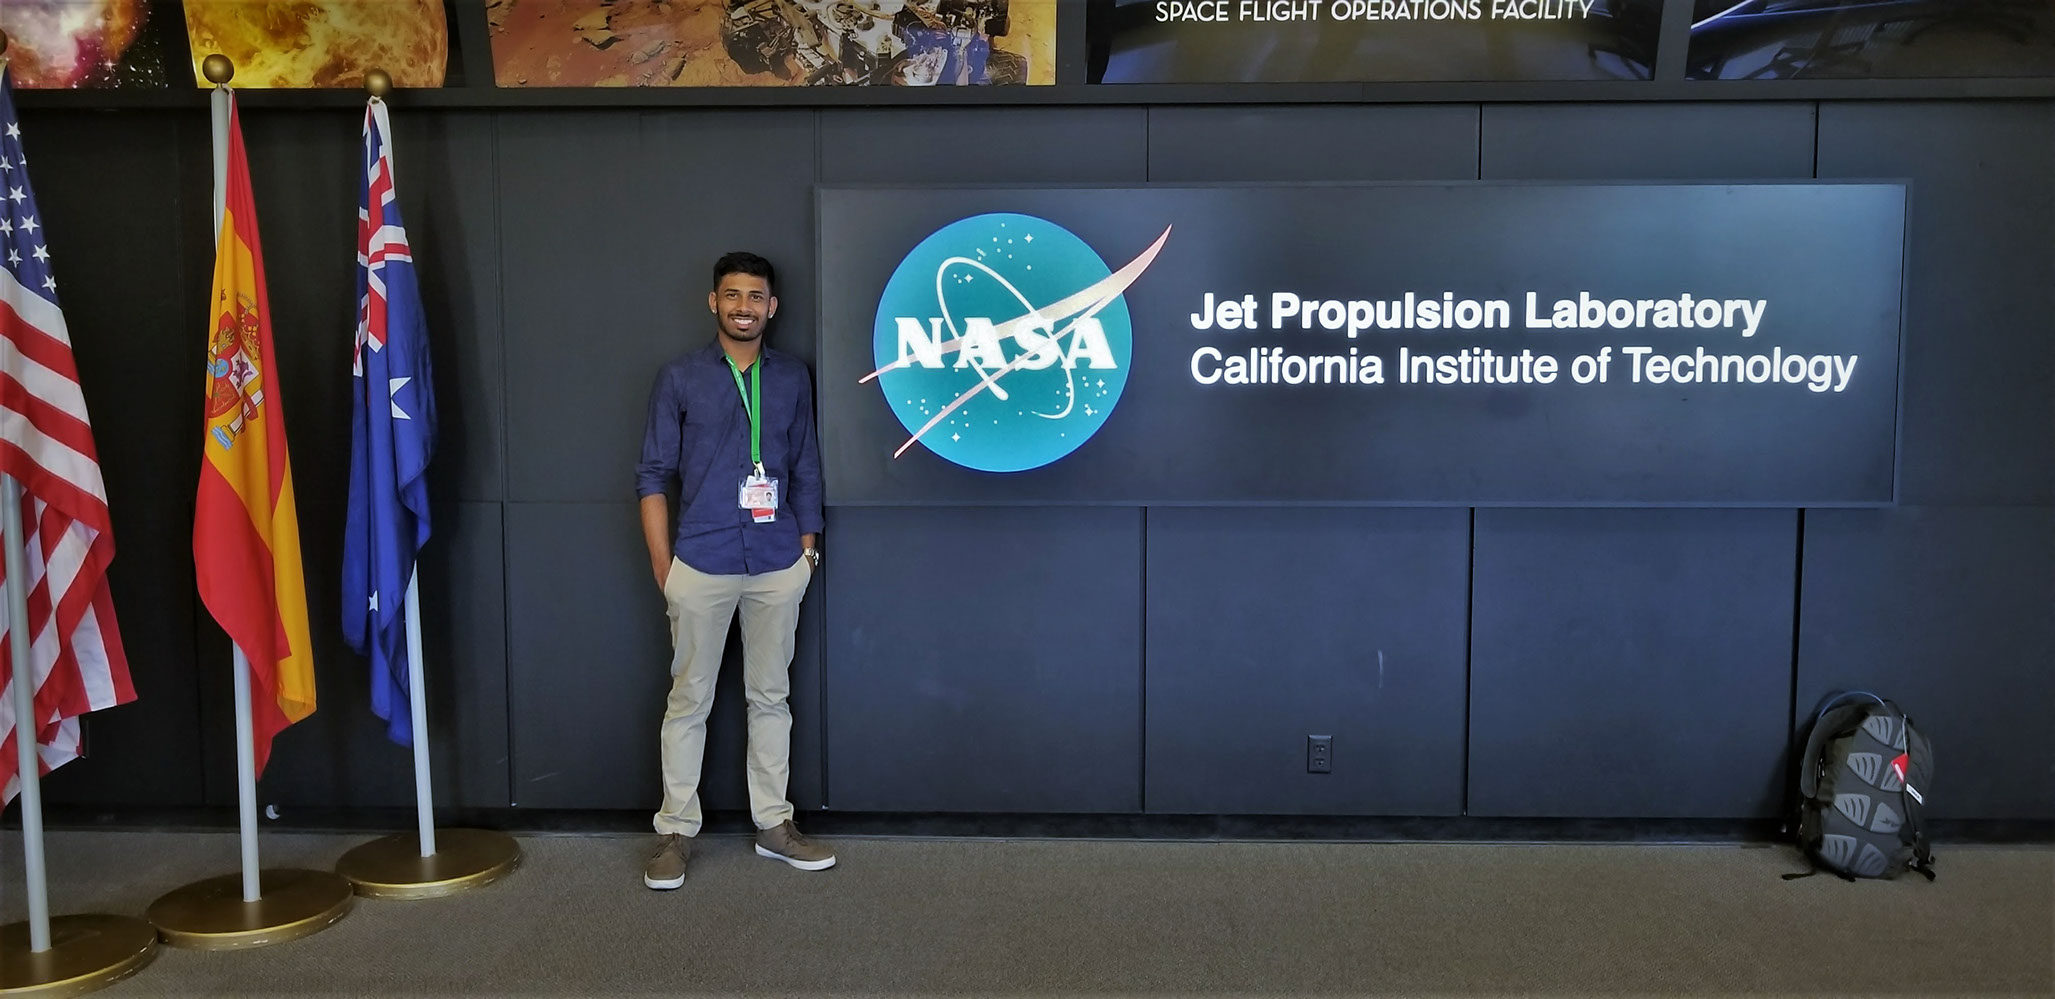 SPACE FLIGHT OPERATIONS FACILITY
NASA
Jet Propulsion Laboratory
California Institute of Technology